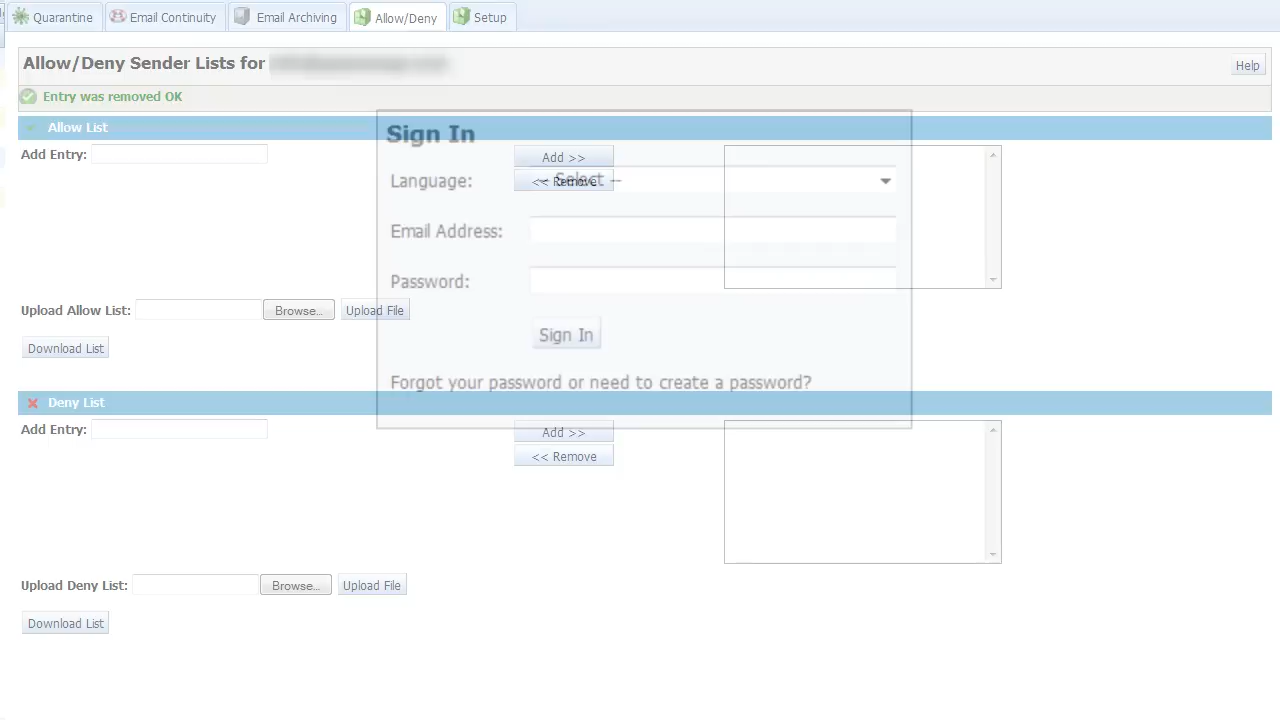 Quarantine Email Continuity Email Archiving Allow/Deny Setup
Allow/Deny Sender Lists for
Help
Entry was removed OK
Allow List
Sign In
Add Entry:
Add >>
Language:
<< Remove
-- Select --
Email Address:
Password:
Upload Allow List: Browse... Upload File
Sign In
Download List
Forgot your password or need to create a password?
Deny List
Add Entry:
Add >>
<< Remove
Upload Deny List: Browse... Upload File
Download List